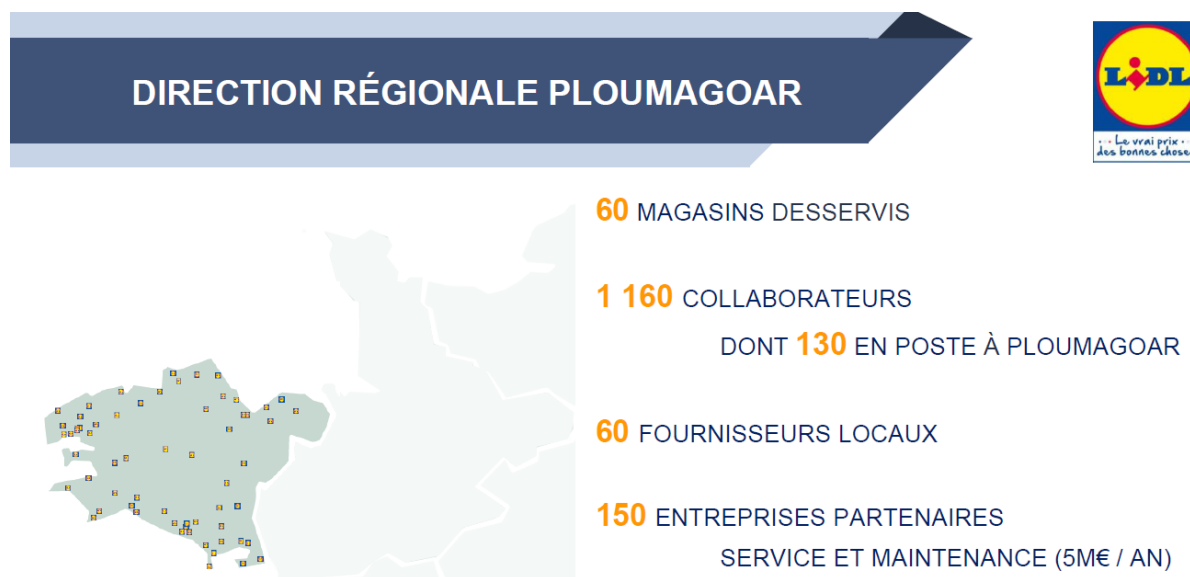 DIRECTION RÉGIONALE PLOUMAGOAR
LIDL
Le vrai prix
des bonnes chose
60 MAGASINS DESSERVIS
1 160 COLLABORATEURS
DONT 130 EN POSTE À PLOUMAGOAR
60 FOURNISSEURS LOCAUX
150 ENTREPRISES PARTENAIRES
SERVICE ET MAINTENANCE (5M€ / AN)